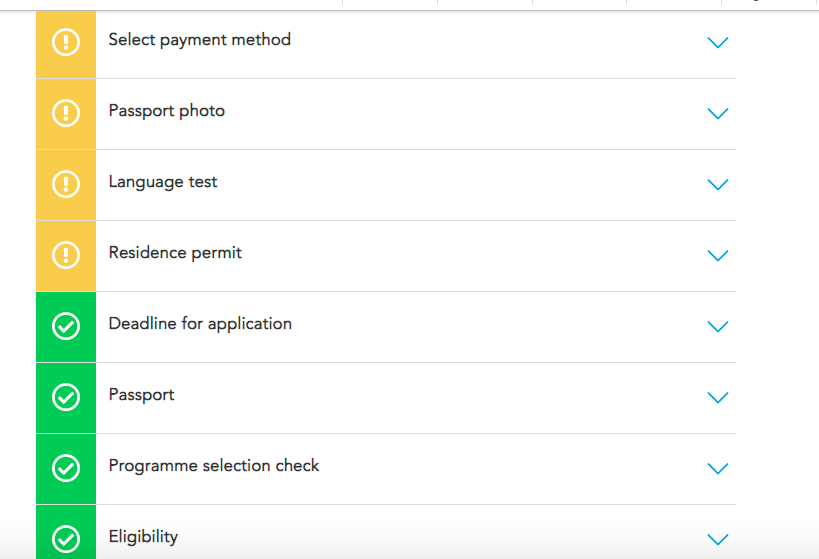 Select payment method
Passport photo
Language test
Residence permit
Deadline for application
Passport
Programme selection check
Eligibility